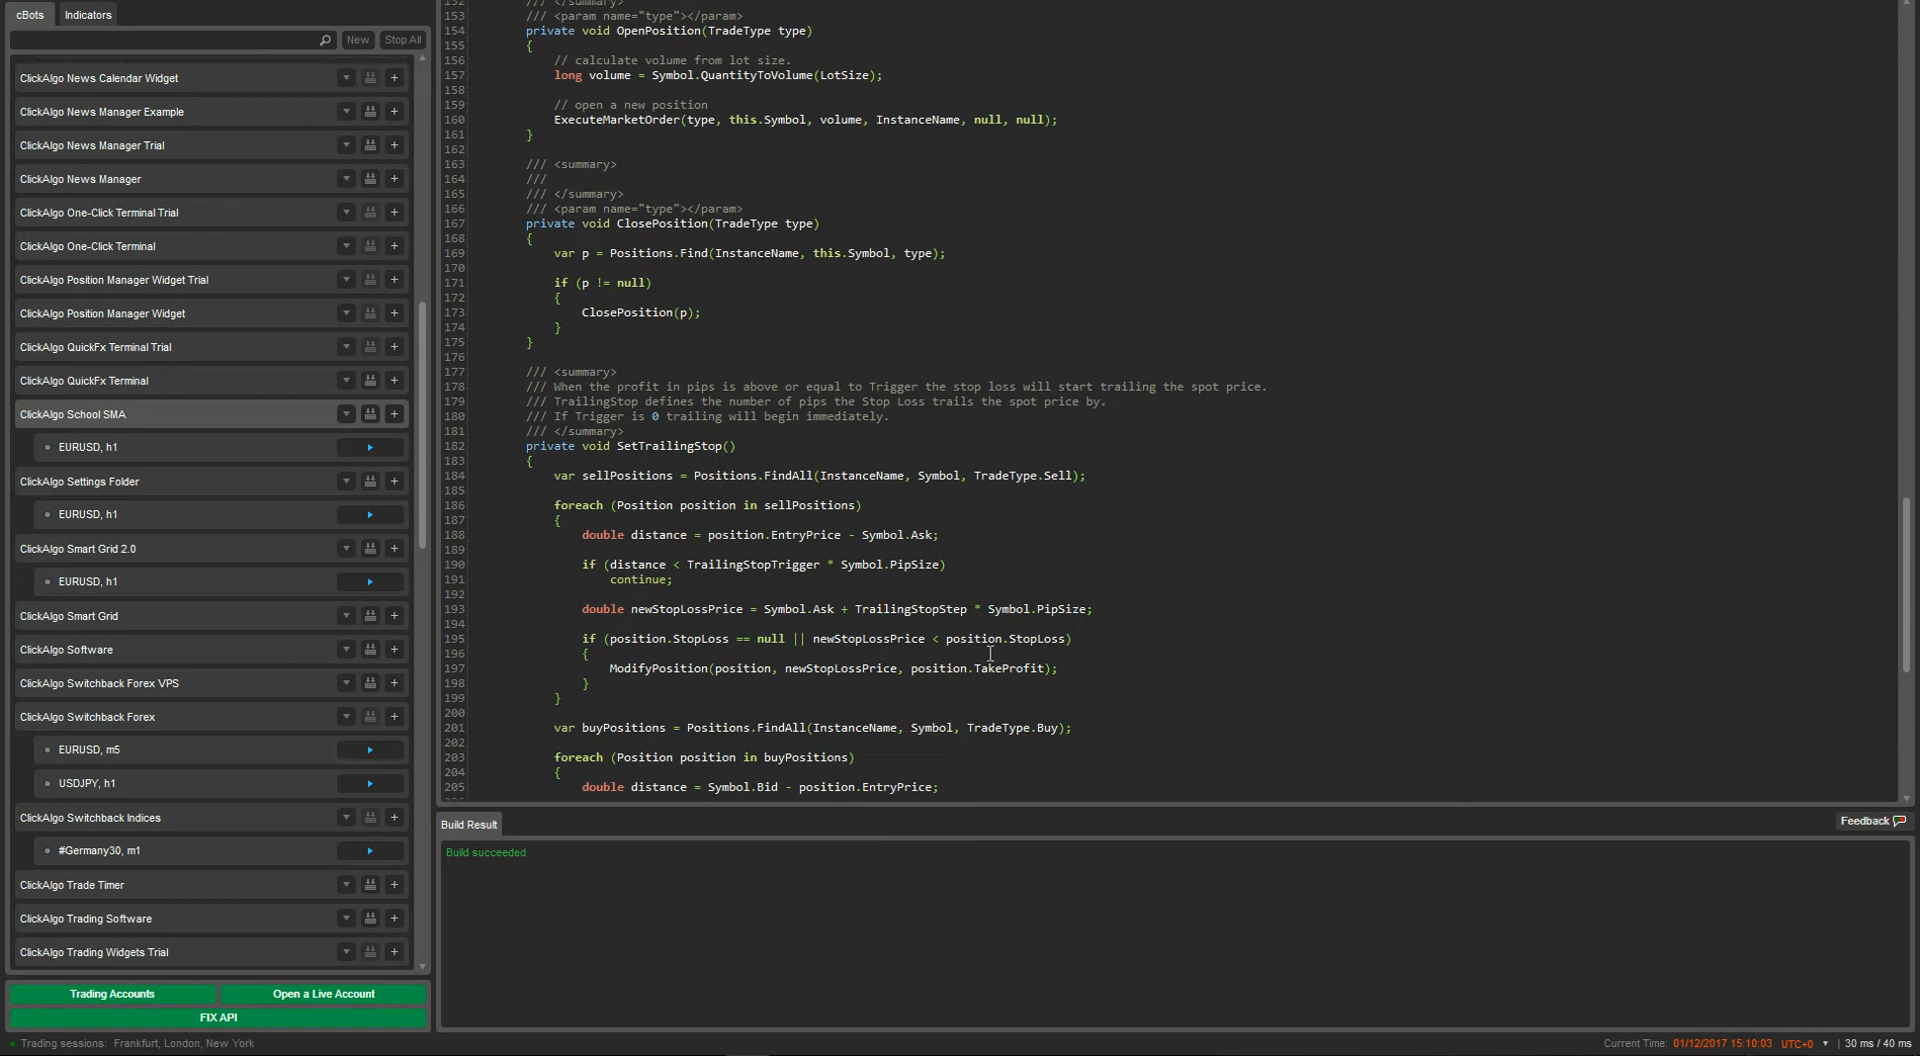 cBots
Indicators
New
Stop All
ClickAlgo News Calendar Widget
ClickAlgo News Manager Example
ClickAlgo News Manager Trial
ClickAlgo News Manager
ClickAlgo One-Click Terminal Trial
ClickAlgo One-Click Terminal
ClickAlgo Position Manager Widget Trial
ClickAlgo Position Manager Widget
ClickAlgo QuickFx Terminal Trial
ClickAlgo QuickFx Terminal
ClickAlgo School SMA
EURUSD, h1
ClickAlgo Settings Folder
EURUSD, h1
ClickAlgo Smart Grid 2.0
EURUSD, h1
ClickAlgo Smart Grid
ClickAlgo Software
ClickAlgo Switchback Forex VPS
ClickAlgo Switchback Forex
EURUSD, m5
USDJPY, h1
ClickAlgo Switchback Indices
#Germany30, m1
ClickAlgo Trade Timer
ClickAlgo Trading Software
ClickAlgo Trading Widgets Trial
Trading Accounts
Open a Live Account
FIX API
152 /// </summary>
153 /// <param name="type"></param>
154 private void OpenPosition(TradeType type)
155 {
156 // calculate volume from lot size.
157 long volume = Symbol.QuantityToVolume(LotSize);
158
159 // open a new position
160 ExecuteMarketOrder(type, this.Symbol, volume, InstanceName, null, null);
161 }
162
163 /// <summary>
164 ///
165 /// </summary>
166 /// <param name="type"></param>
167 private void ClosePosition(TradeType type)
168 {
169 var p = Positions.Find(InstanceName, this.Symbol, type);
170
171 if (p != null)
172 {
173 ClosePosition(p);
174 }
175 }
176
177 /// <summary>
178 /// When the profit in pips is above or equal to Trigger the stop loss will start trailing the spot price.
179 /// TrailingStop defines the number of pips the Stop Loss trails the spot price by.
180 /// If Trigger is 0 trailing will begin immediately.
181 /// </summary>
182 private void SetTrailingStop()
183 {
184 var sellPositions = Positions.FindAll(InstanceName, Symbol, TradeType.Sell);
185
186 foreach (Position position in sellPositions)
187 {
188 double distance = position.EntryPrice - Symbol.Ask;
189
190 if (distance < TrailingStopTrigger * Symbol.PipSize)
191 continue;
192
193 double newStopLossPrice = Symbol.Ask + TrailingStopStep * Symbol.PipSize;
194
195 if (position.StopLoss == null || newStopLossPrice < position.StopLoss)
196 {
197 ModifyPosition(position, newStopLossPrice, position.TakeProfit);
198 }
199 }
200
201 var buyPositions = Positions.FindAll(InstanceName, Symbol, TradeType.Buy);
202
203 foreach (Position position in buyPositions)
204 {
205 double distance = Symbol.Bid - position.EntryPrice;
Build Result
Feedback
Build succeeded
Trading sessions: Frankfurt, London, New York
Current Time: 01/12/2017 15:10:03 UTC+0 | 30 ms / 40 ms